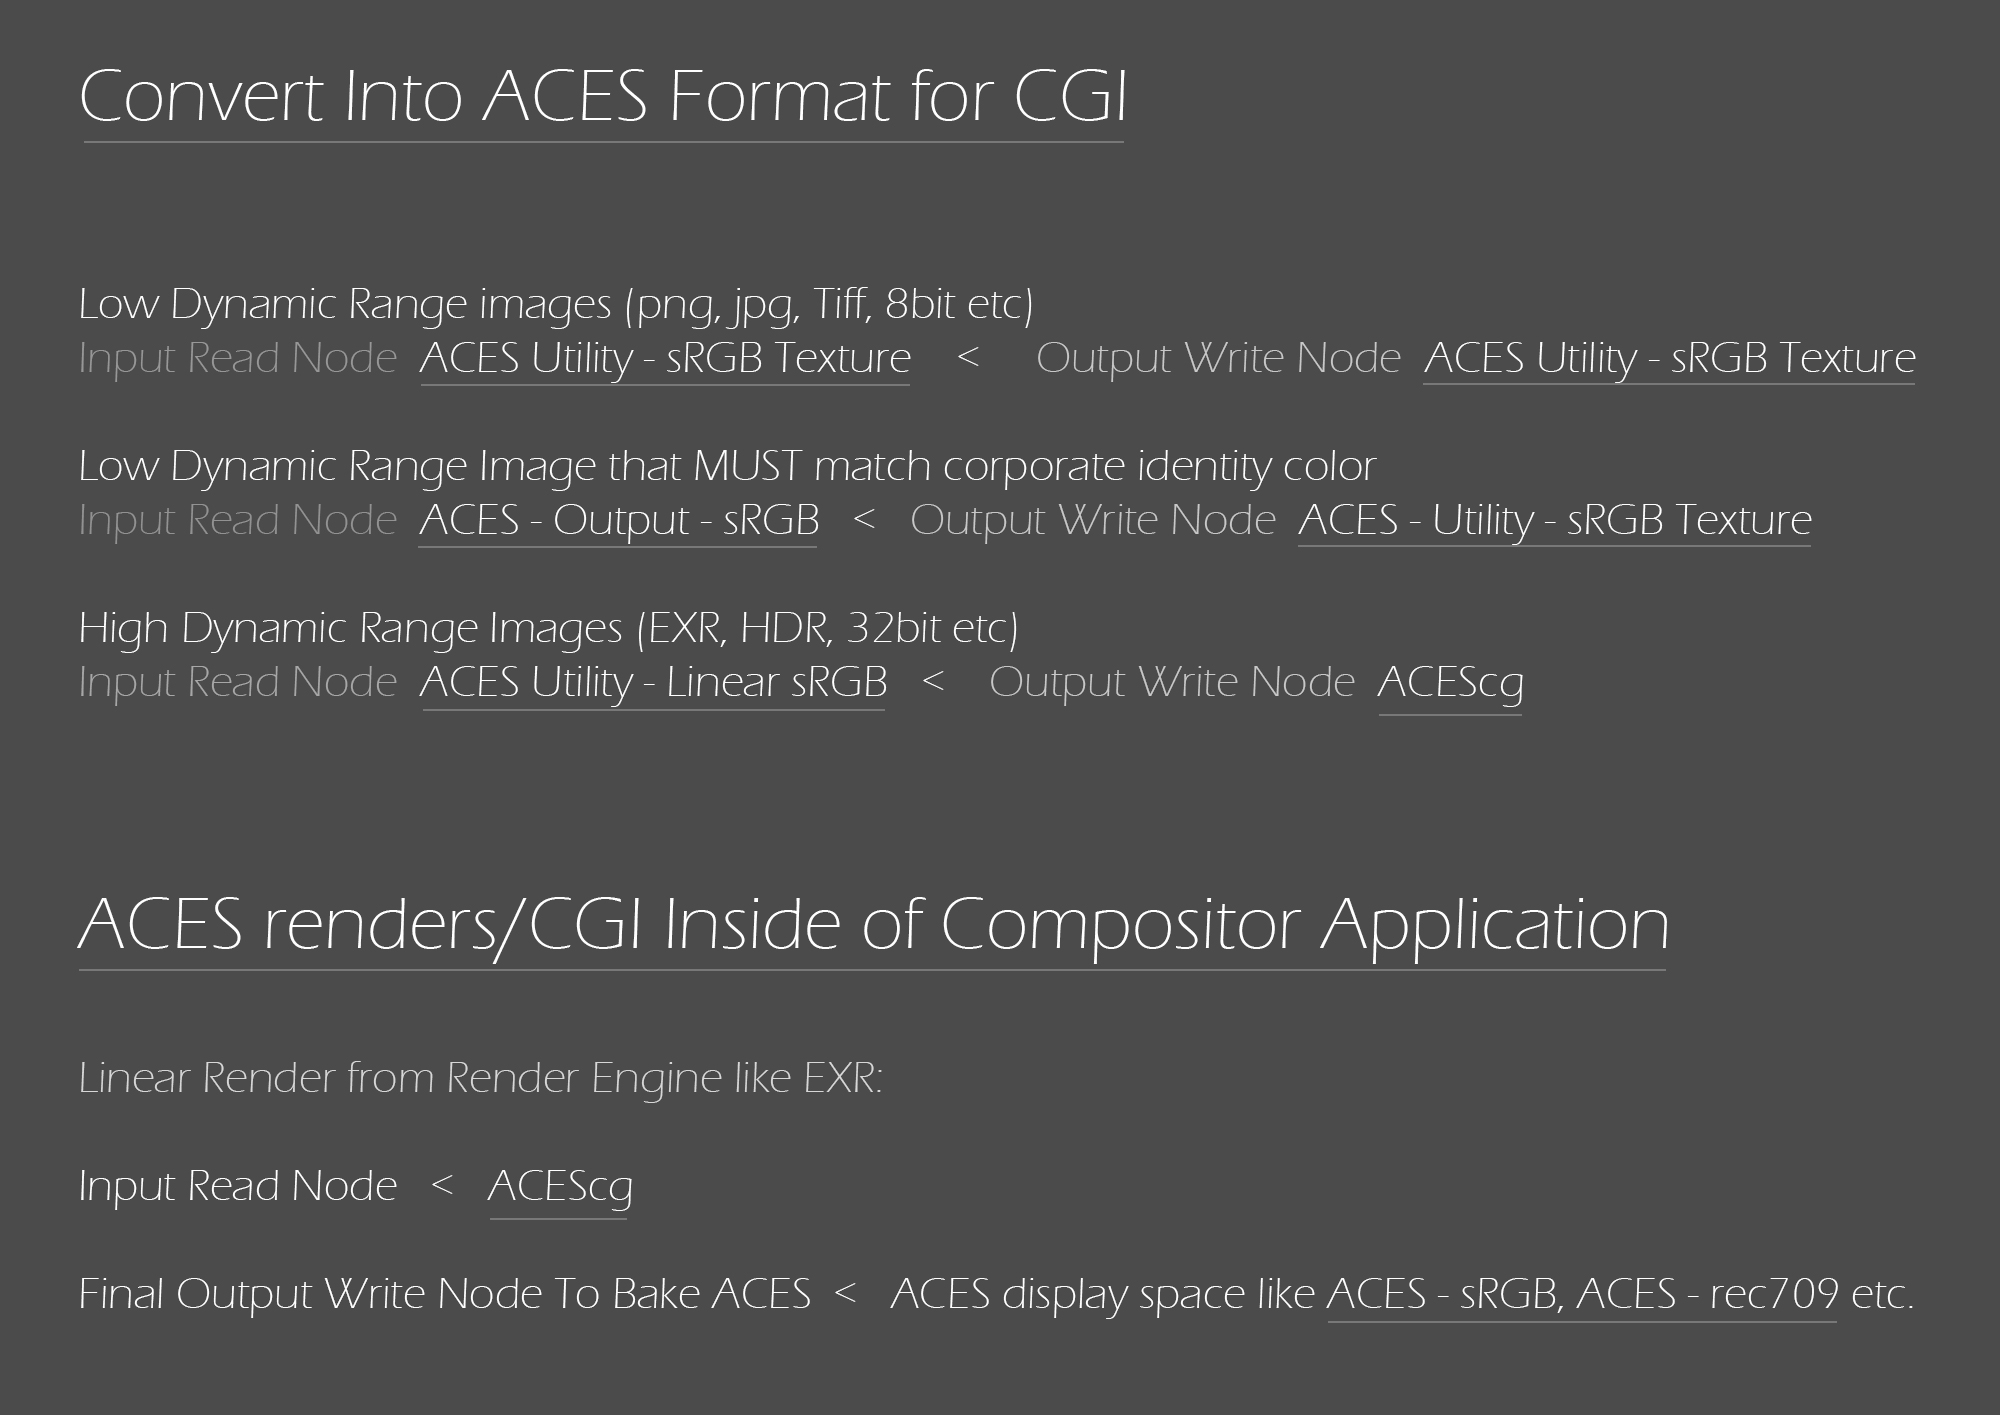 Convert Into ACES Format for CGI
Low Dynamic Range images (png, jpg, Tiff, 8bit etc)
Input Read Node ACES Utility - sRGB Texture < Output Write Node ACES Utility - sRGB Texture
Low Dynamic Range Image that MUST match corporate identity color
Input Read Node ACES - Output - sRGB < Output Write Node ACES - Utility - sRGB Texture
High Dynamic Range Images (EXR, HDR, 32bit etc)
Input Read Node ACES Utility - Linear sRGB < Output Write Node ACEScg
ACES renders/CGI Inside of Compositor Application
Linear Render from Render Engine like EXR:
Input Read Node < ACEScg
Final Output Write Node To Bake ACES < ACES display space like ACES - sRGB, ACES - rec709 etc.